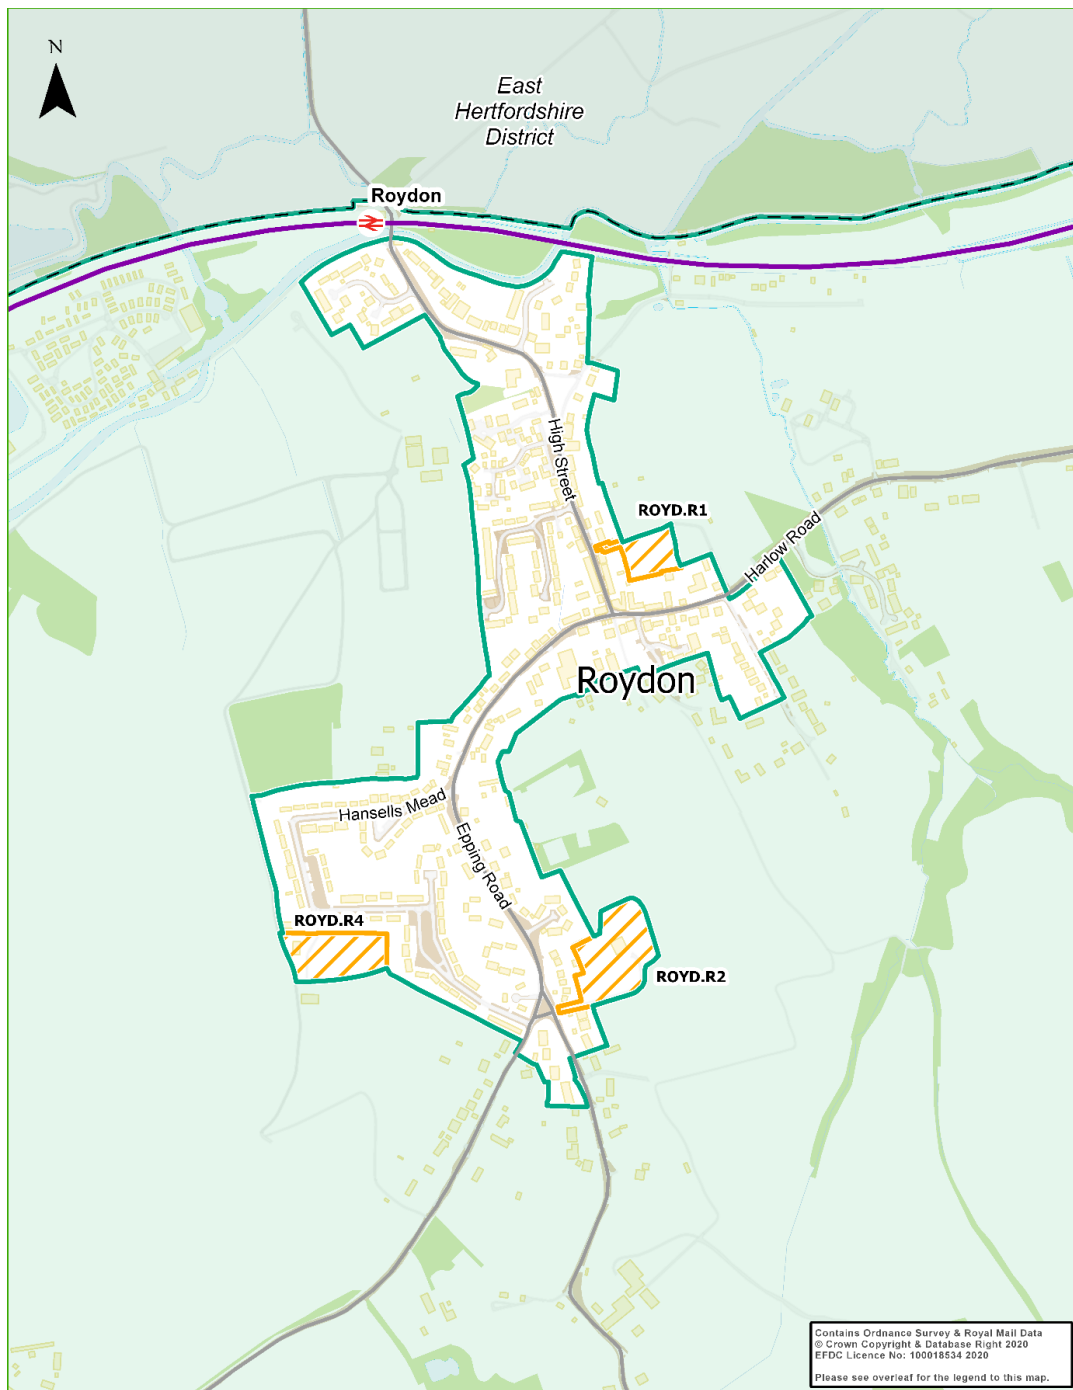 N
East
Hertfordshire
District
Roydon
High Street
ROYD.R1
Harlow Road
Roydon
Hansells Mead
Epping Road
ROYD.R4
ROYD.R2
Contains Ordnance Survey & Royal Mail Data
© Crown Copyright & Database Right 2020
EFDC Licence No: 100018534 2020
Please see overleaf for the legend to this map.